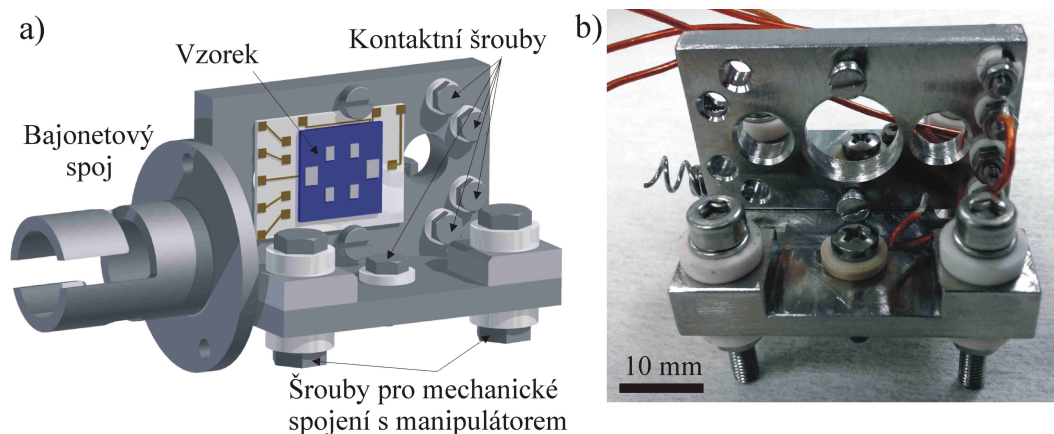 a)
Vzorek
Kontaktní šrouby
Bajonetový
spoj
Šrouby pro mechanické
spojení s manipulátorem
b)
10 mm